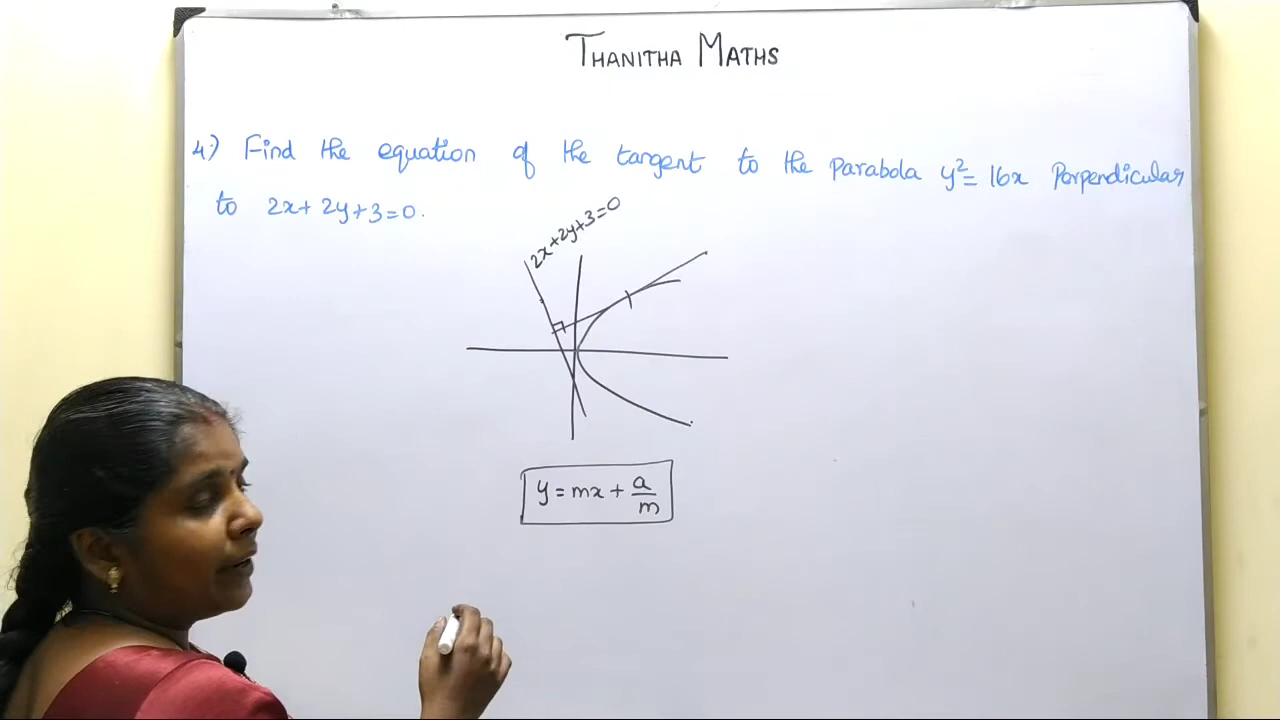 THANITHA MATHS
4) Find the equation of the tangent to the parabola y²= 16x Perpendicular
to 2x+ 2y+3=0.
2x+2y+3=0
y = mx + a/m